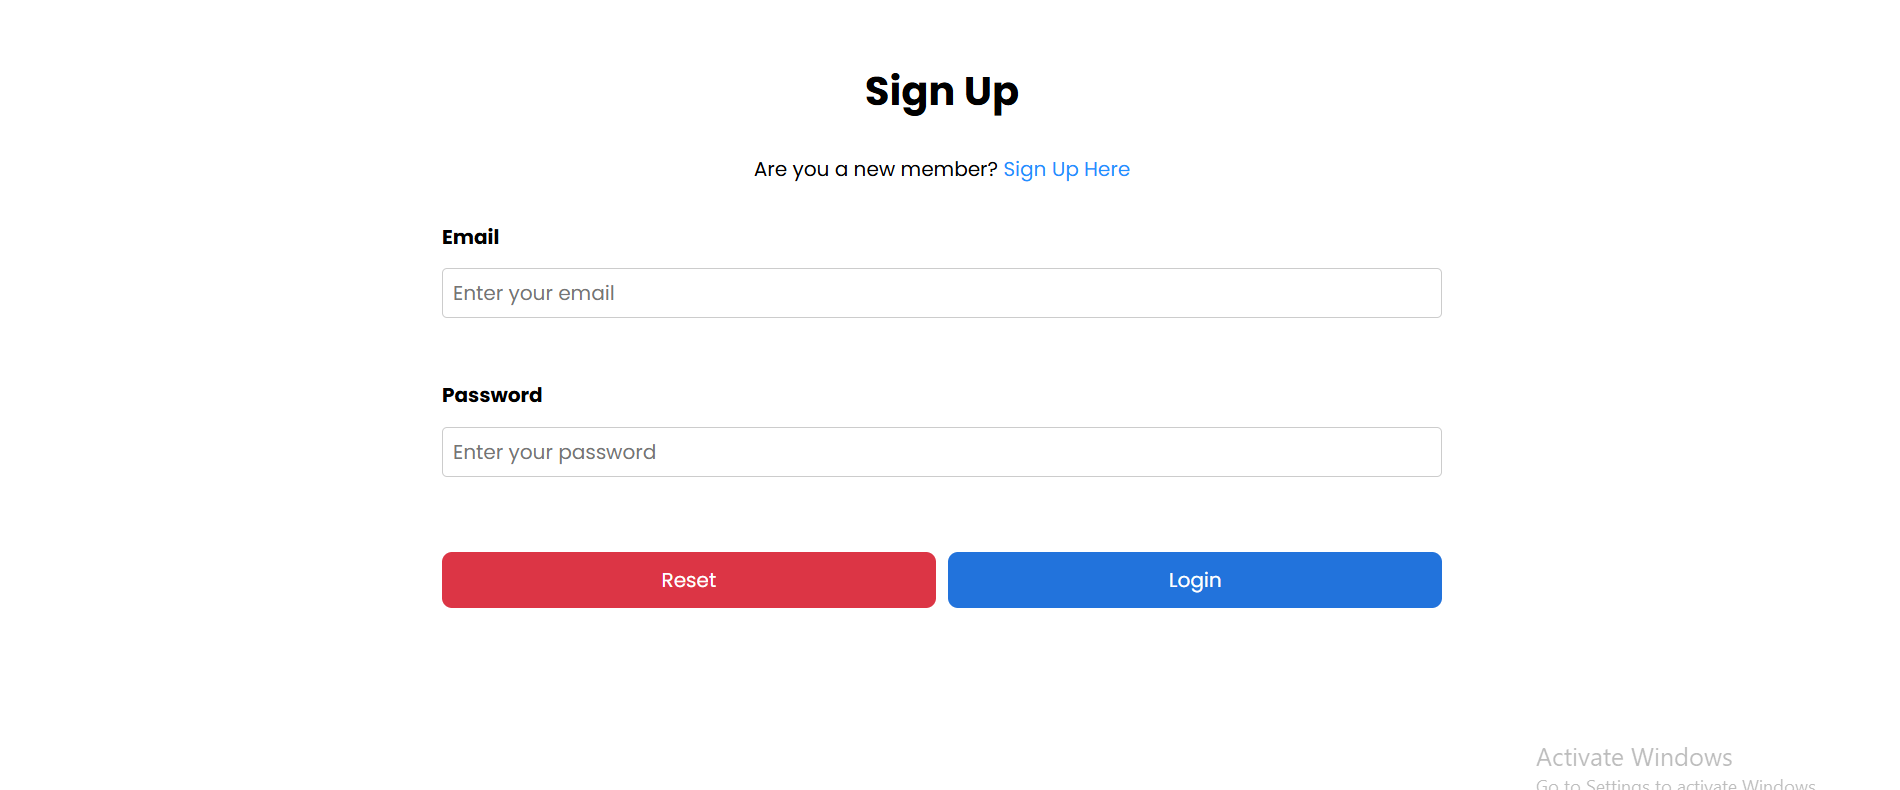 Sign Up
Are you a new member? Sign Up Here
Email
Enter your email
Password
Enter your password
Reset Login
Activate Windows
Go to Settings to activate Windows.